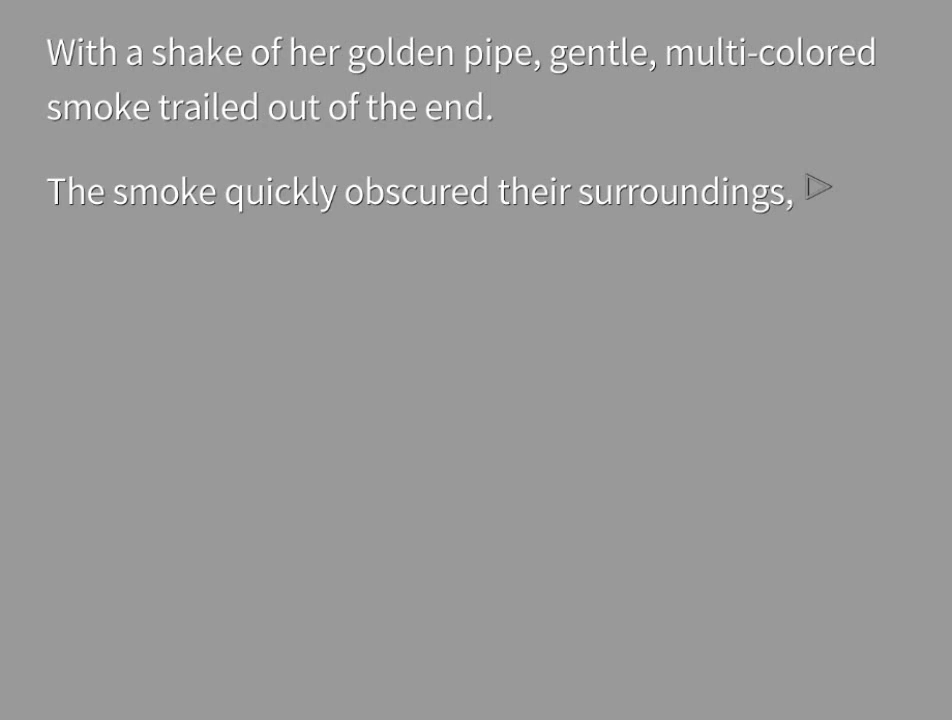 With a shake of her golden pipe, gentle, multi-colored
smoke trailed out of the end.
The smoke quickly obscured their surroundings,